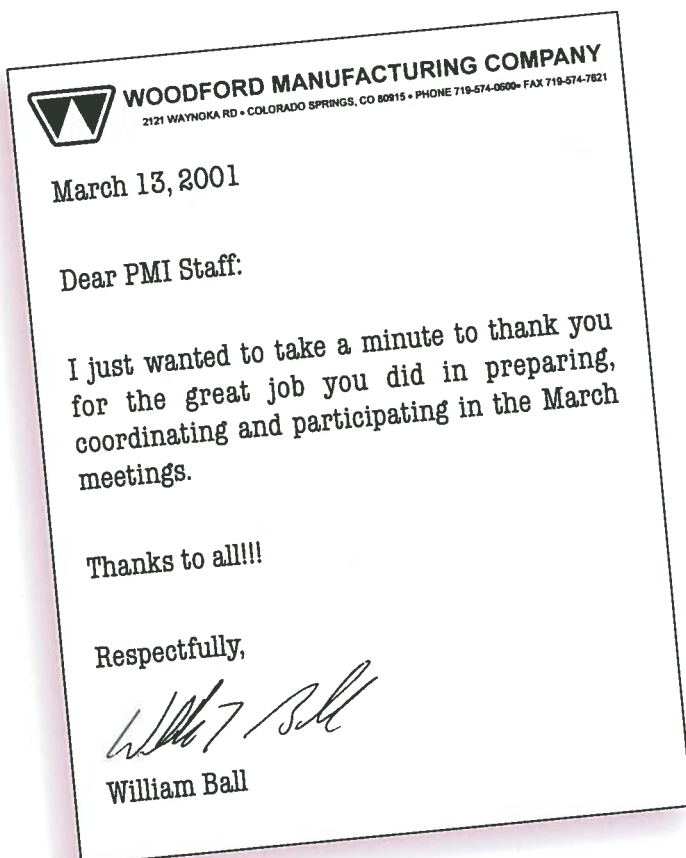 WOODFORD MANUFACTURING COMPANY
2121 WAYNOKA RD • COLORADO SPRINGS, CO 80915 • PHONE 719-574-0600• FAX 719-574-7621
March 13, 2001
Dear PMI Staff:
I just wanted to take a minute to thank you
for the great job you did in preparing,
coordinating and participating in the March
meetings.
Thanks to all!!!
Respectfully,
William Ball